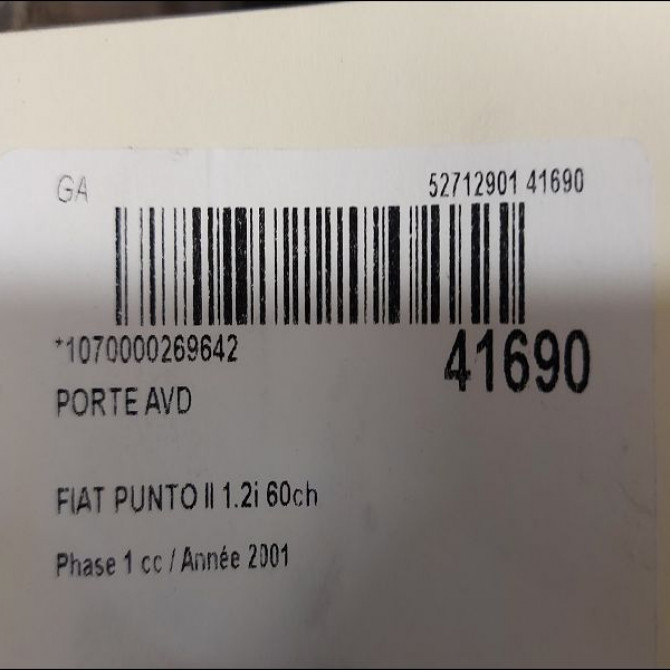 GA 52712901 41690
*1070000269642 41690
PORTE AVD
FIAT PUNTO II 1.2i 60ch
Phase 1 cc / Année 2001